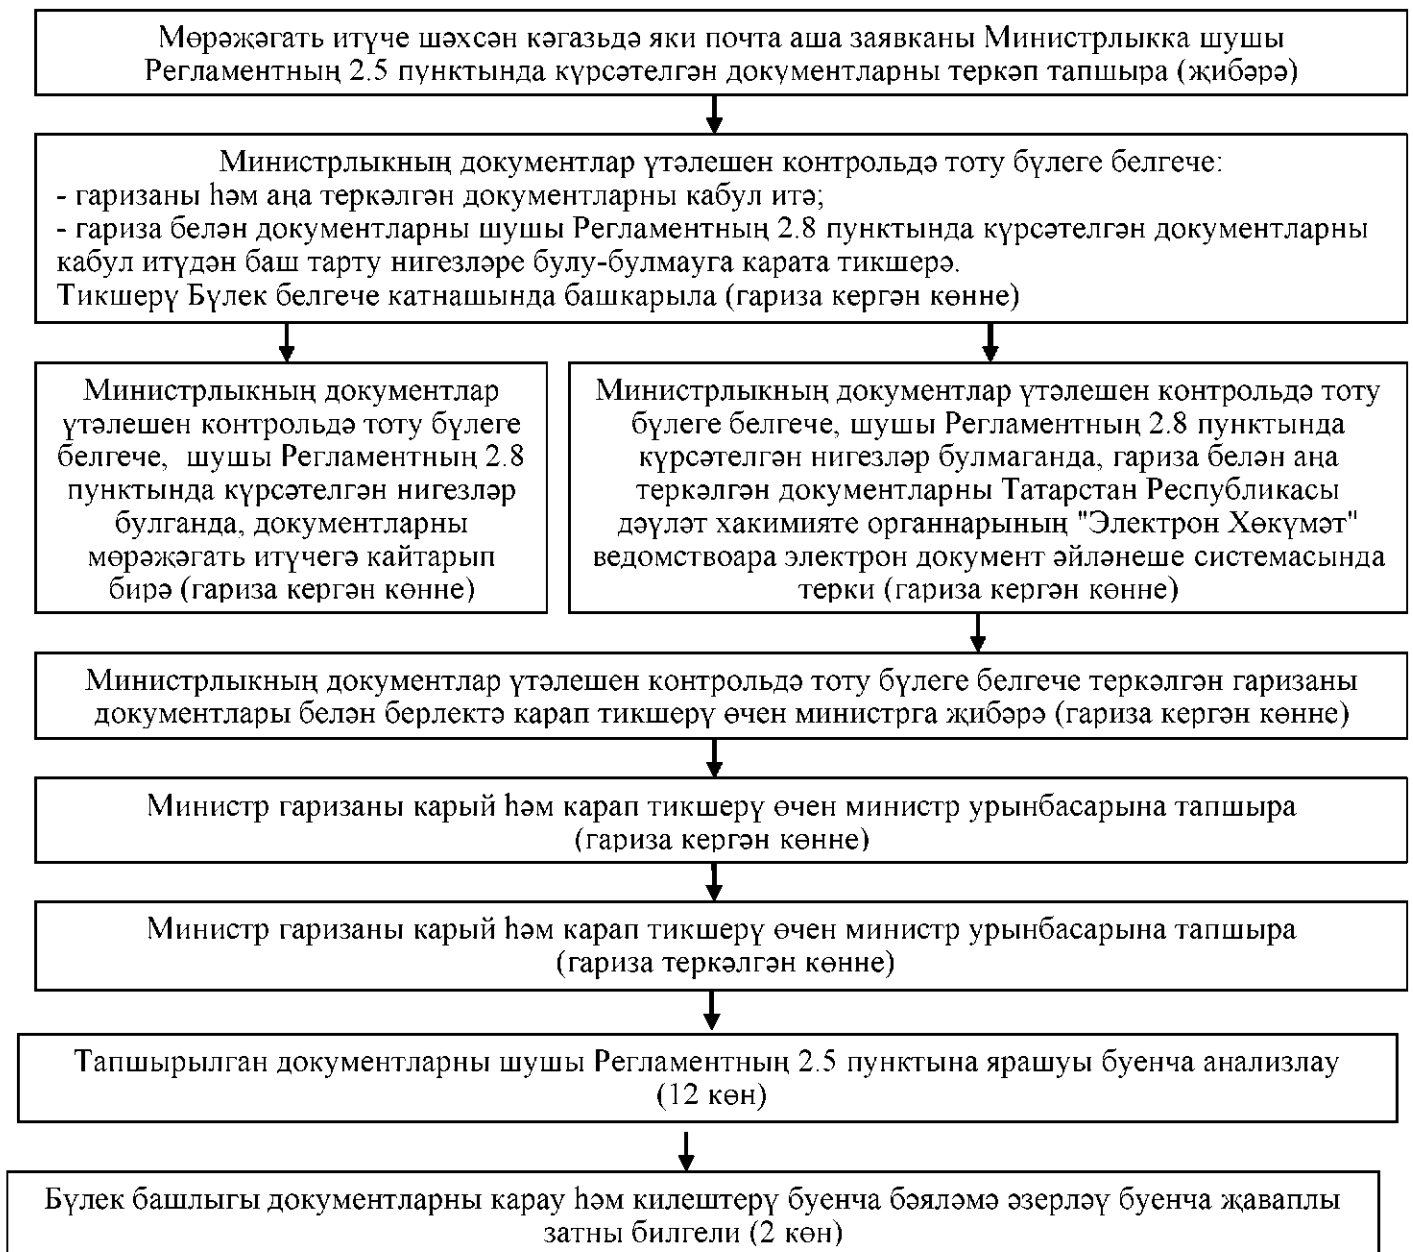 Мөрәҗәгать итүче шәхсән кәгазьдә яки почта аша заявканы Министрлыкка шушы
Регламентның 2.5 пунктында күрсәтелгән документларны теркәп тапшыра (җибәрә)
Министрлыкның документлар үтәлешен контрольдә тоту бүлеге белгече:
- гаризаны һәм аңа теркәлгән документларны кабул итә;
- гариза белән документларны шушы Регламентның 2.8 пунктында күрсәтелгән документларны
кабул итүдән баш тарту нигезләре булу-булмауга карата тикшерә.
Тикшерү Бүлек белгече катнашында башкарыла (гариза кергән көнне)
Министрлыкның документлар
үтәлешен контрольдә тоту бүлеге
белгече,  шушы Регламентның 2.8
пунктында күрсәтелгән нигезләр
булганда, документларны
мөрәҗәгать итүчегә кайтарып
бирә (гариза кергән көнне)
Министрлыкның документлар үтәлешен контрольдә тоту
бүлеге белгече, шушы Регламентның 2.8 пунктында
күрсәтелгән нигезләр булмаганда, гариза белән аңа
теркәлгән документларны Татарстан Республикасы
дәүләт хакимияте органнарының "Электрон Хөкүмәт"
ведомствоара электрон документ әйләнеше системасында
терки (гариза кергән көнне)
Министрлыкның документлар үтәлешен контрольдә тоту бүлеге белгече теркәлгән гаризаны
документлары белән берлектә карап тикшерү өчен министрга җибәрә (гариза кергән көнне)
Министр гаризаны карый һәм карап тикшерү өчен министр урынбасарына тапшыра
(гариза кергән көнне)
Министр гаризаны карый һәм карап тикшерү өчен министр урынбасарына тапшыра
(гариза теркәлгән көнне)
Тапшырылган документларны шушы Регламентның 2.5 пунктына ярашуы буенча анализлау
(12 көн)
Бүлек башлыгы документларны карау һәм килештерү буенча бәяләмә әзерләү буенча җаваплы
затны билгели (2 көн)